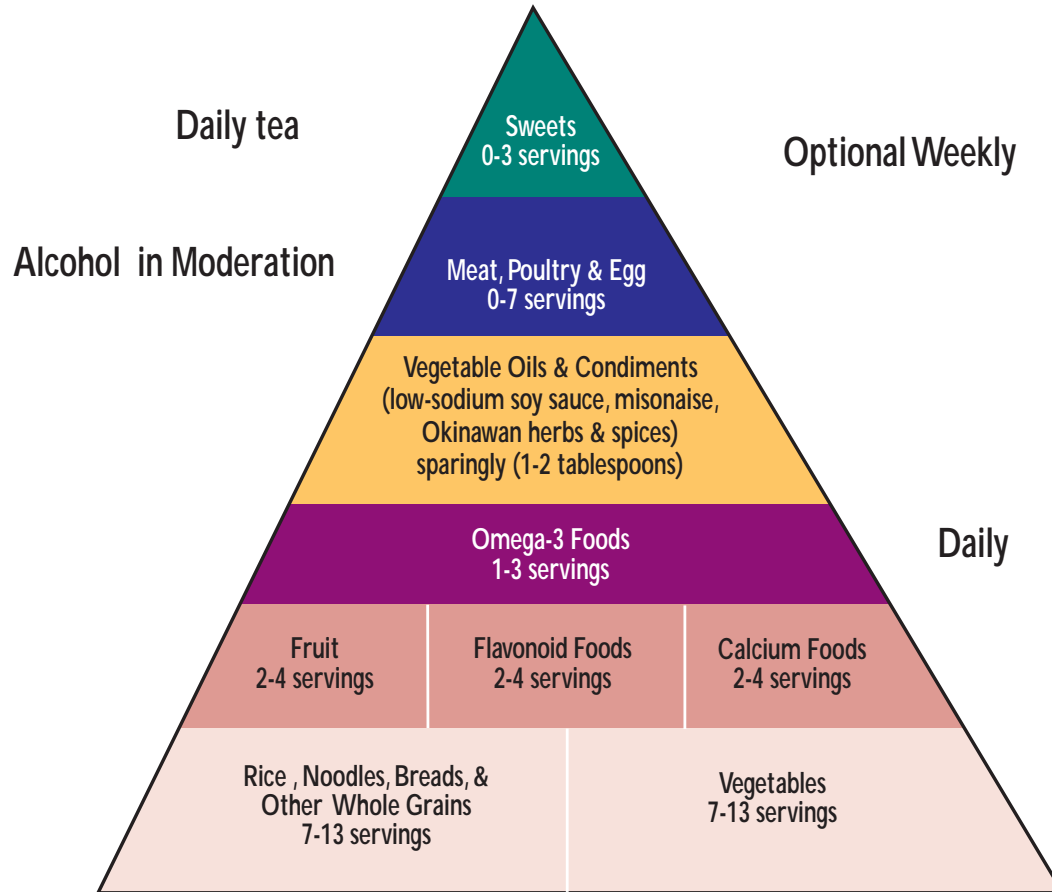 Daily tea
Sweets
0-3 servings
Optional Weekly
Alcohol in Moderation
Meat, Poultry & Egg
0-7 servings
Vegetable Oils & Condiments
(low-sodium soy sauce, misonaise,
Okinawan herbs & spices)
sparingly (1-2 tablespoons)
Omega-3 Foods
1-3 servings
Daily
Fruit
2-4 servings
Flavonoid Foods
2-4 servings
Calcium Foods
2-4 servings
Rice , Noodles, Breads, &
Other Whole Grains
7-13 servings
Vegetables
7-13 servings